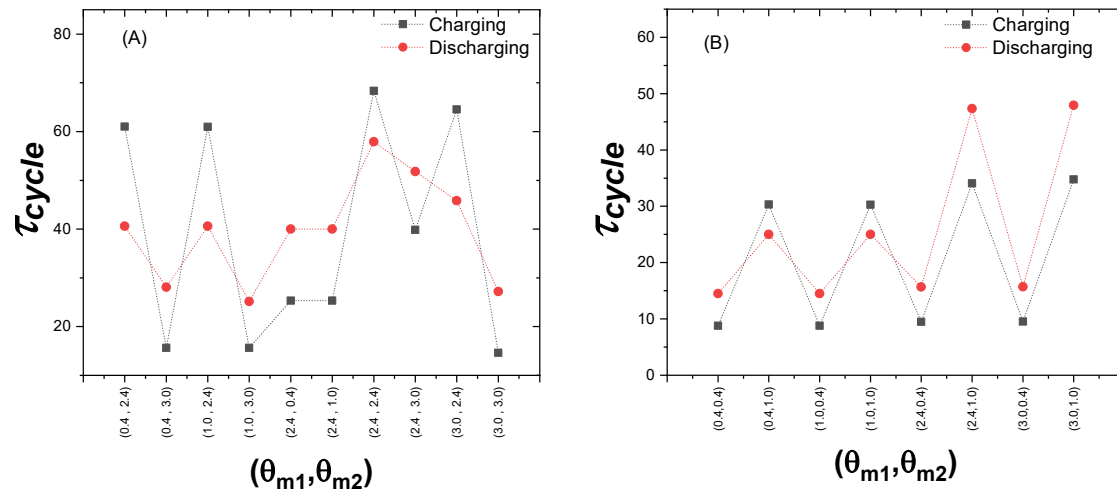 (A)
Charging
Discharging
80
60
40
20
τcycle
(0.4 , 2.4)
(0.4 , 3.0)
(1.0 , 2.4)
(1.0 , 3.0)
(2.4 , 0.4)
(2.4 , 1.0)
(2.4 , 2.4)
(2.4 , 3.0)
(3.0 , 2.4)
(3.0 , 3.0)
(θm1,θm2)
(B)
Charging
Discharging
60
50
40
30
20
10
0
τcycle
(0.4,0.4)
(0.4,1.0)
(1.0,0.4)
(1.0,1.0)
(2.4,0.4)
(2.4,1.0)
(3.0,0.4)
(3.0,1.0)
(θm1,θm2)